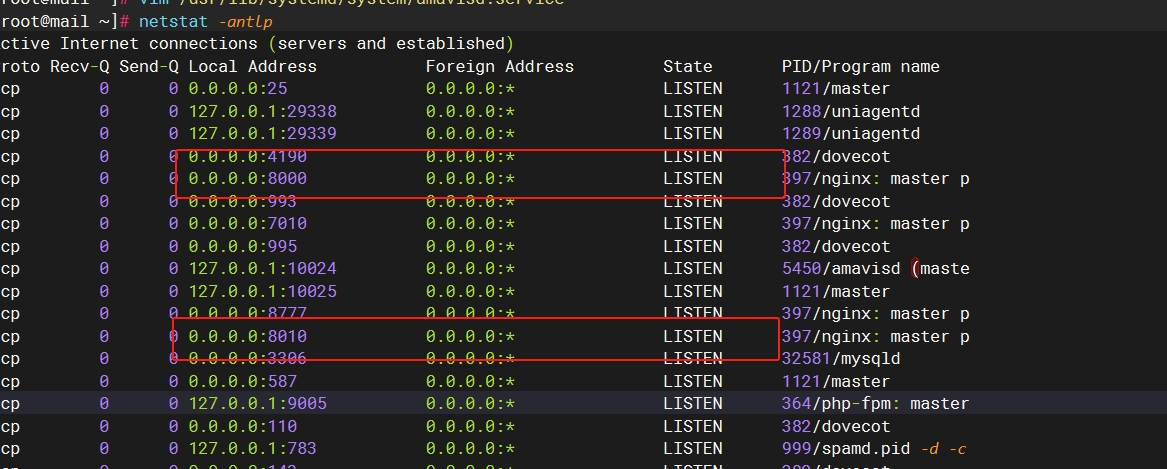 root@mail ~]# vim /usr/lib/systemd/system/amavisd.service
root@mail ~]# netstat -antlp
ctive Internet connections (servers and established)
roto Recv-Q Send-Q Local Address Foreign Address State PID/Program name
cp 0 0 0.0.0.0:25 0.0.0.0:* LISTEN 1121/master
cp 0 0 127.0.0.1:29338 0.0.0.0:* LISTEN 1288/uniagentd
cp 0 0 127.0.0.1:29339 0.0.0.0:* LISTEN 1289/uniagentd
cp 0 0 0.0.0.0:4190 0.0.0.0:* LISTEN 382/dovecot
cp 0 0 0.0.0.0:8000 0.0.0.0:* LISTEN 397/nginx: master p
cp 0 0 0.0.0.0:993 0.0.0.0:* LISTEN 382/dovecot
cp 0 0 0.0.0.0:7010 0.0.0.0:* LISTEN 397/nginx: master p
cp 0 0 0.0.0.0:995 0.0.0.0:* LISTEN 382/dovecot
cp 0 0 127.0.0.1:10024 0.0.0.0:* LISTEN 5450/amavisd (maste
cp 0 0 127.0.0.1:10025 0.0.0.0:* LISTEN 1121/master
cp 0 0 0.0.0.0:8777 0.0.0.0:* LISTEN 397/nginx: master p
cp 0 0 0.0.0.0:8010 0.0.0.0:* LISTEN 397/nginx: master p
cp 0 0 0.0.0.0:3306 0.0.0.0:* LISTEN 32581/mysqld
cp 0 0 0.0.0.0:587 0.0.0.0:* LISTEN 1121/master
cp 0 0 127.0.0.1:9005 0.0.0.0:* LISTEN 364/php-fpm: master
cp 0 0 0.0.0.0:110 0.0.0.0:* LISTEN 382/dovecot
cp 0 0 127.0.0.1:783 0.0.0.0:* LISTEN 999/spamd.pid -d -c
cp 0 0 0.0.0.0:143 0.0.0.0:* LISTEN 382/dovecot